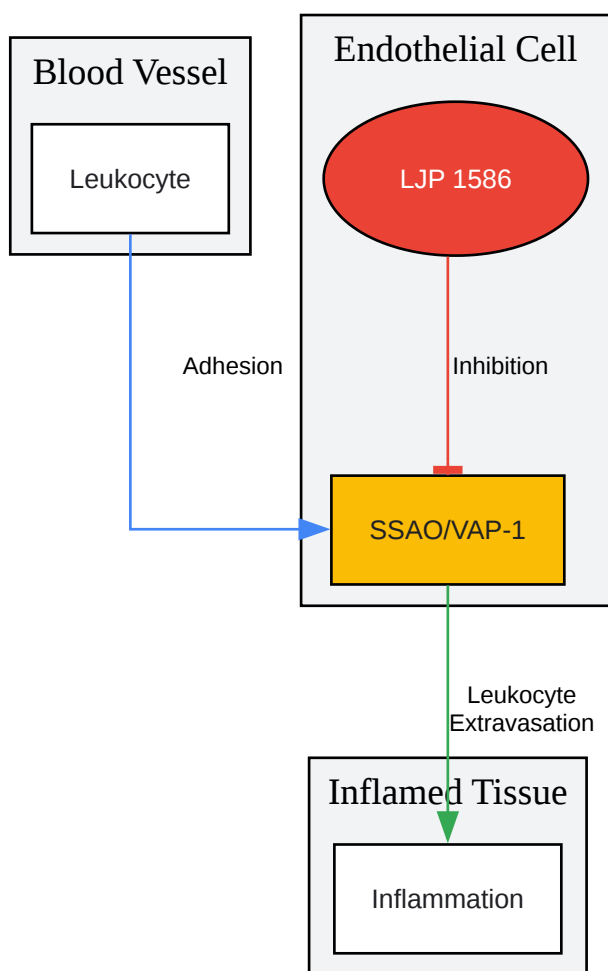 Endothelial Cell
Blood Vessel
Leukocyte
LJP 1586
Adhesion
Inhibition
SSAO/VAP-1
Leukocyte
Extravasation
Inflamed Tissue
Inflammation